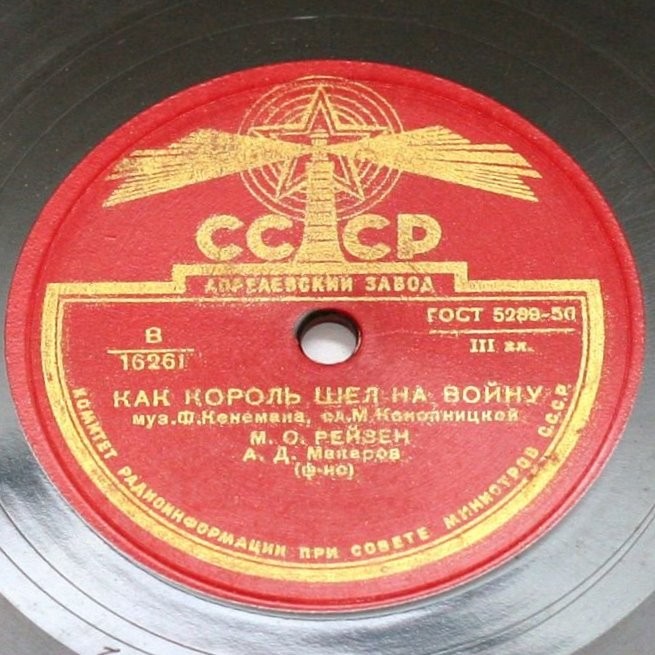 СССР
АПРЕЛЕВСКИЙ ЗАВОД
В
16261
ГОСТ 5289-50
III кл.
КАК КОРОЛЬ ШЕЛ НА ВОЙНУ
муз. Ф. Кенемана, сл. М. Конопницкой
М. О. РЕЙЗЕН
А. Д. Макаров
(ф-но)
КОМИТЕТ РАДИОИНФОРМАЦИИ ПРИ СОВЕТЕ МИНИСТРОВ СССР